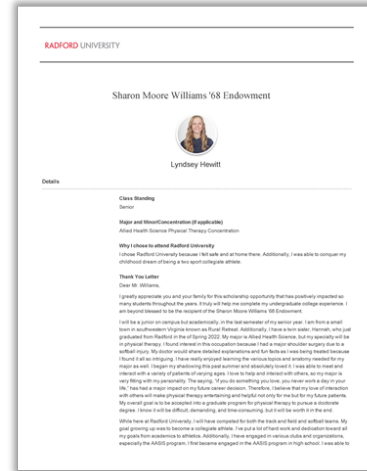 RADFORD UNIVERSITY
Sharon Moore Williams '68 Endowment
Lyndsey Hewitt
Details
Class Standing
Senior
Major and Minor/Concentration (if applicable)
Allied Health Science Physical Therapy Concentration
Why I chose to attend Radford University
I chose Radford University because I felt safe and at home there. Additionally, I was able to conquer my
childhood dream of being a two sport collegiate athlete.
Thank You Letter
Dear Mr. Williams,
I greatly appreciate you and your family for this scholarship opportunity that has positively impacted so
many students throughout the years. It truly will help me complete my undergraduate college experience. I
am beyond blessed to be the recipient of the Sharon Moore Williams '68 Endowment.
I will be a junior on campus but academically, in the last semester of my senior year. I am from a small
town in southwestern Virginia known as Rural Retreat. Additionally, I have a twin sister, Hannah, who just
graduated from Radford in the of Spring 2022. My major is Allied Health Science, but my specialty will be
in physical therapy. I found interest in this occupation because I had a major shoulder surgery due to a
softball injury. My doctor would share detailed explanations and fun facts as I was being treated because
I found it all so intriguing. I have really enjoyed learning the various topics and anatomy needed for my
major as well. I began my shadowing this past summer and absolutely loved it. I was able to meet and
interact with a variety of patients of varying ages. I love to help and interact with others, so my major is
very fitting with my personality. The saying, "if you do something you love, you never work a day in your
life," has had a major impact on my future career decision. Therefore, I believe that my love of interaction
with others will make physical therapy entertaining and helpful not only for me but for my future patients.
My overall goal is to be accepted into a graduate program for physical therapy to pursue a doctorate
degree. I know it will be difficult, demanding, and time-consuming, but it will be worth it in the end.
While here at Radford University, I will have competed for both the track and field and softball teams. My
goal growing up was to become a collegiate athlete. I've put a lot of hard work and dedication toward all
my goals from academics to athletics. Additionally, I have engaged in various clubs and organizations,
especially the AASIS program. I first became engaged in the AASIS program in high school. I was able to